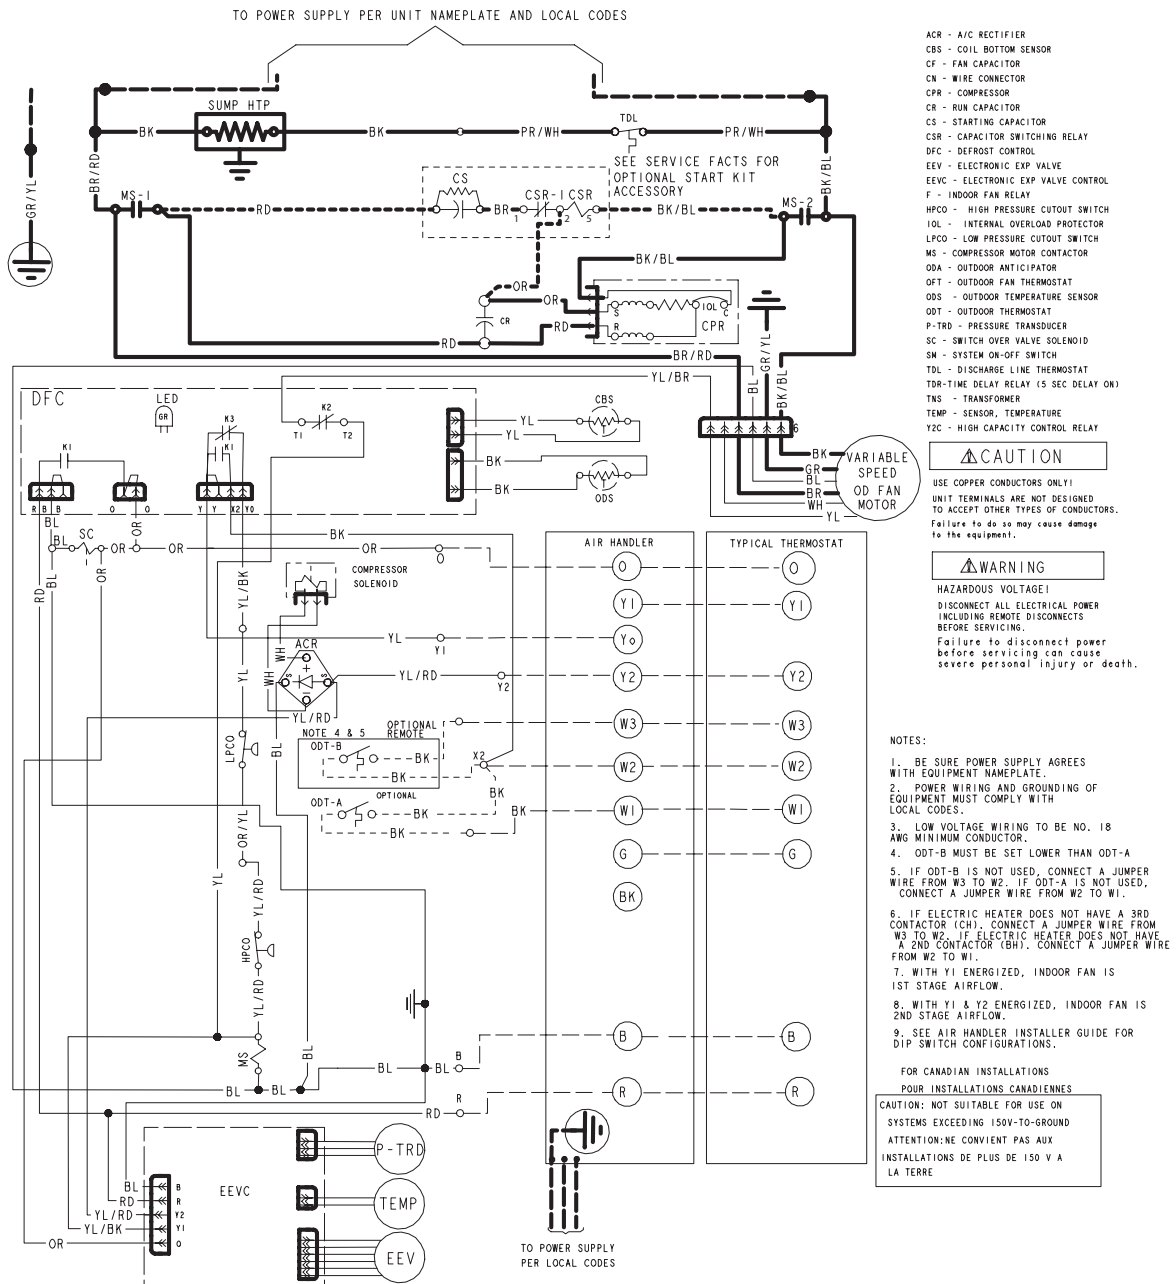 TO POWER SUPPLY PER UNIT NAMEPLATE AND LOCAL CODES
SUMP HTP
BK
BK
PR/WH
TDL
PR/WH
GR/YL
BR/RD
BK/BL
SEE SERVICE FACTS FOR
OPTIONAL START KIT
ACCESSORY
MS-1
RD
CS
BR
CSR-1
CSR
1
2
5
BK/BL
MS-2
BK/BL
OR
OR
CR
RD
RD
S
R
IOL
C
CPR
BR/RD
YL/BR
BL
GR/YL
BK/BL
6
DFC
LED
GR
K3
K1
K1
K2
T1
T2
YL
YL
CBS
BK
BK
ODS
R B B
O
O
Y
Y
X2 YO
BK
GR
BL
BR
WH
YL
VARIABLE
SPEED
OD FAN
MOTOR
BL
BL
BL
SC
OR
OR
OR
OR
OR
O
BK
RD
BL
YL/BK
YL
COMPRESSOR
SOLENOID
WH
WH
ACR
+
S
S
-
YL
Y1
YL/RD
Y2
YL/RD
BL
NOTE 4 & 5
OPTIONAL
REMOTE
ODT-B
BK
BK
X2
BK
ODT-A
OPTIONAL
BK
BK
BK
LPCO
OR/YL
YL
YL/RD
HPCO
YL/RD
MS
BL
BL
BL
BL
BL
B
RD
R
AIR HANDLER
O
Y1
Yo
Y2
W3
W2
W1
G
BK
B
R
TYPICAL THERMOSTAT
O
Y1
Y2
W3
W2
W1
G
B
R
EEVC
P-TRD
TEMP
EEV
BL
B
RD
R
YL/RD
Y2
YL/BK
Y1
OR
O
TO POWER SUPPLY
PER LOCAL CODES
ACR - A/C RECTIFIER
CBS - COIL BOTTOM SENSOR
CF - FAN CAPACITOR
CN - WIRE CONNECTOR
CPR - COMPRESSOR
CR - RUN CAPACITOR
CS - STARTING CAPACITOR
CSR - CAPACITOR SWITCHING RELAY
DFC - DEFROST CONTROL
EEV - ELECTRONIC EXP VALVE
EEVC - ELECTRONIC EXP VALVE CONTROL
F - INDOOR FAN RELAY
HPCO - HIGH PRESSURE CUTOUT SWITCH
IOL - INTERNAL OVERLOAD PROTECTOR
LPCO - LOW PRESSURE CUTOUT SWITCH
MS - COMPRESSOR MOTOR CONTACTOR
ODA - OUTDOOR ANTICIPATOR
OFT - OUTDOOR FAN THERMOSTAT
ODS - OUTDOOR TEMPERATURE SENSOR
ODT - OUTDOOR THERMOSTAT
P-TRD - PRESSURE TRANSDUCER
SC - SWITCH OVER VALVE SOLENOID
SM - SYSTEM ON-OFF SWITCH
TDL - DISCHARGE LINE THERMOSTAT
TDR-TIME DELAY RELAY (5 SEC DELAY ON)
TNS - TRANSFORMER
TEMP - SENSOR, TEMPERATURE
Y2C - HIGH CAPACITY CONTROL RELAY
CAUTION
USE COPPER CONDUCTORS ONLY!
UNIT TERMINALS ARE NOT DESIGNED
TO ACCEPT OTHER TYPES OF CONDUCTORS.
Failure to do so may cause damage
to the equipment.
WARNING
HAZARDOUS VOLTAGE!
DISCONNECT ALL ELECTRICAL POWER
INCLUDING REMOTE DISCONNECTS
BEFORE SERVICING.
Failure to disconnect power
before servicing can cause
severe personal injury or death.
NOTES:
1. BE SURE POWER SUPPLY AGREES
WITH EQUIPMENT NAMEPLATE.
2. POWER WIRING AND GROUNDING OF
EQUIPMENT MUST COMPLY WITH
LOCAL CODES.
3. LOW VOLTAGE WIRING TO BE NO. 18
AWG MINIMUM CONDUCTOR.
4. ODT-B MUST BE SET LOWER THAN ODT-A
5. IF ODT-B IS NOT USED, CONNECT A JUMPER
WIRE FROM W3 TO W2. IF ODT-A IS NOT USED,
CONNECT A JUMPER WIRE FROM W2 TO W1.
6. IF ELECTRIC HEATER DOES NOT HAVE A 3RD
CONTACTOR (CH). CONNECT A JUMPER WIRE FROM
W3 TO W2. IF ELECTRIC HEATER DOES NOT HAVE
A 2ND CONTACTOR (BH). CONNECT A JUMPER WIRE
FROM W2 TO W1.
7. WITH Y1 ENERGIZED, INDOOR FAN IS
1ST STAGE AIRFLOW.
8. WITH Y1 & Y2 ENERGIZED, INDOOR FAN IS
2ND STAGE AIRFLOW.
9. SEE AIR HANDLER INSTALLER GUIDE FOR
DIP SWITCH CONFIGURATIONS.
FOR CANADIAN INSTALLATIONS
POUR INSTALLATIONS CANADIENNES
CAUTION: NOT SUITABLE FOR USE ON
SYSTEMS EXCEEDING 150V-TO-GROUND
ATTENTION:NE CONVIENT PAS AUX
INSTALLATIONS DE PLUS DE 150 V A
LA TERRE